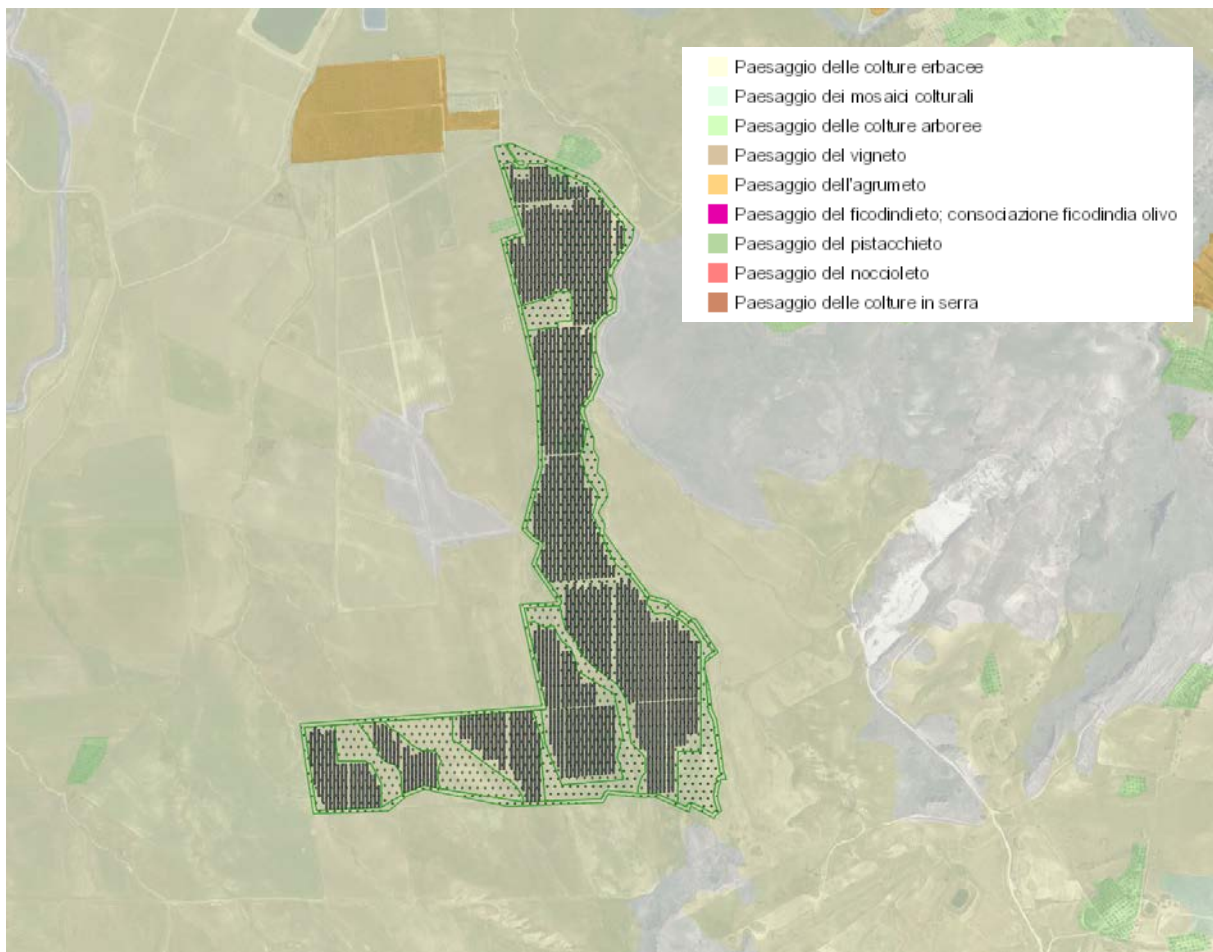 Paesaggio delle colture erbacee
Paesaggio dei mosaici colturali
Paesaggio delle colture arboree
Paesaggio del vigneto
Paesaggio dell'agrumeto
Paesaggio del ficodindieto; consociazione ficodindia olivo
Paesaggio del pistacchieto
Paesaggio del noccioleto
Paesaggio delle colture in serra